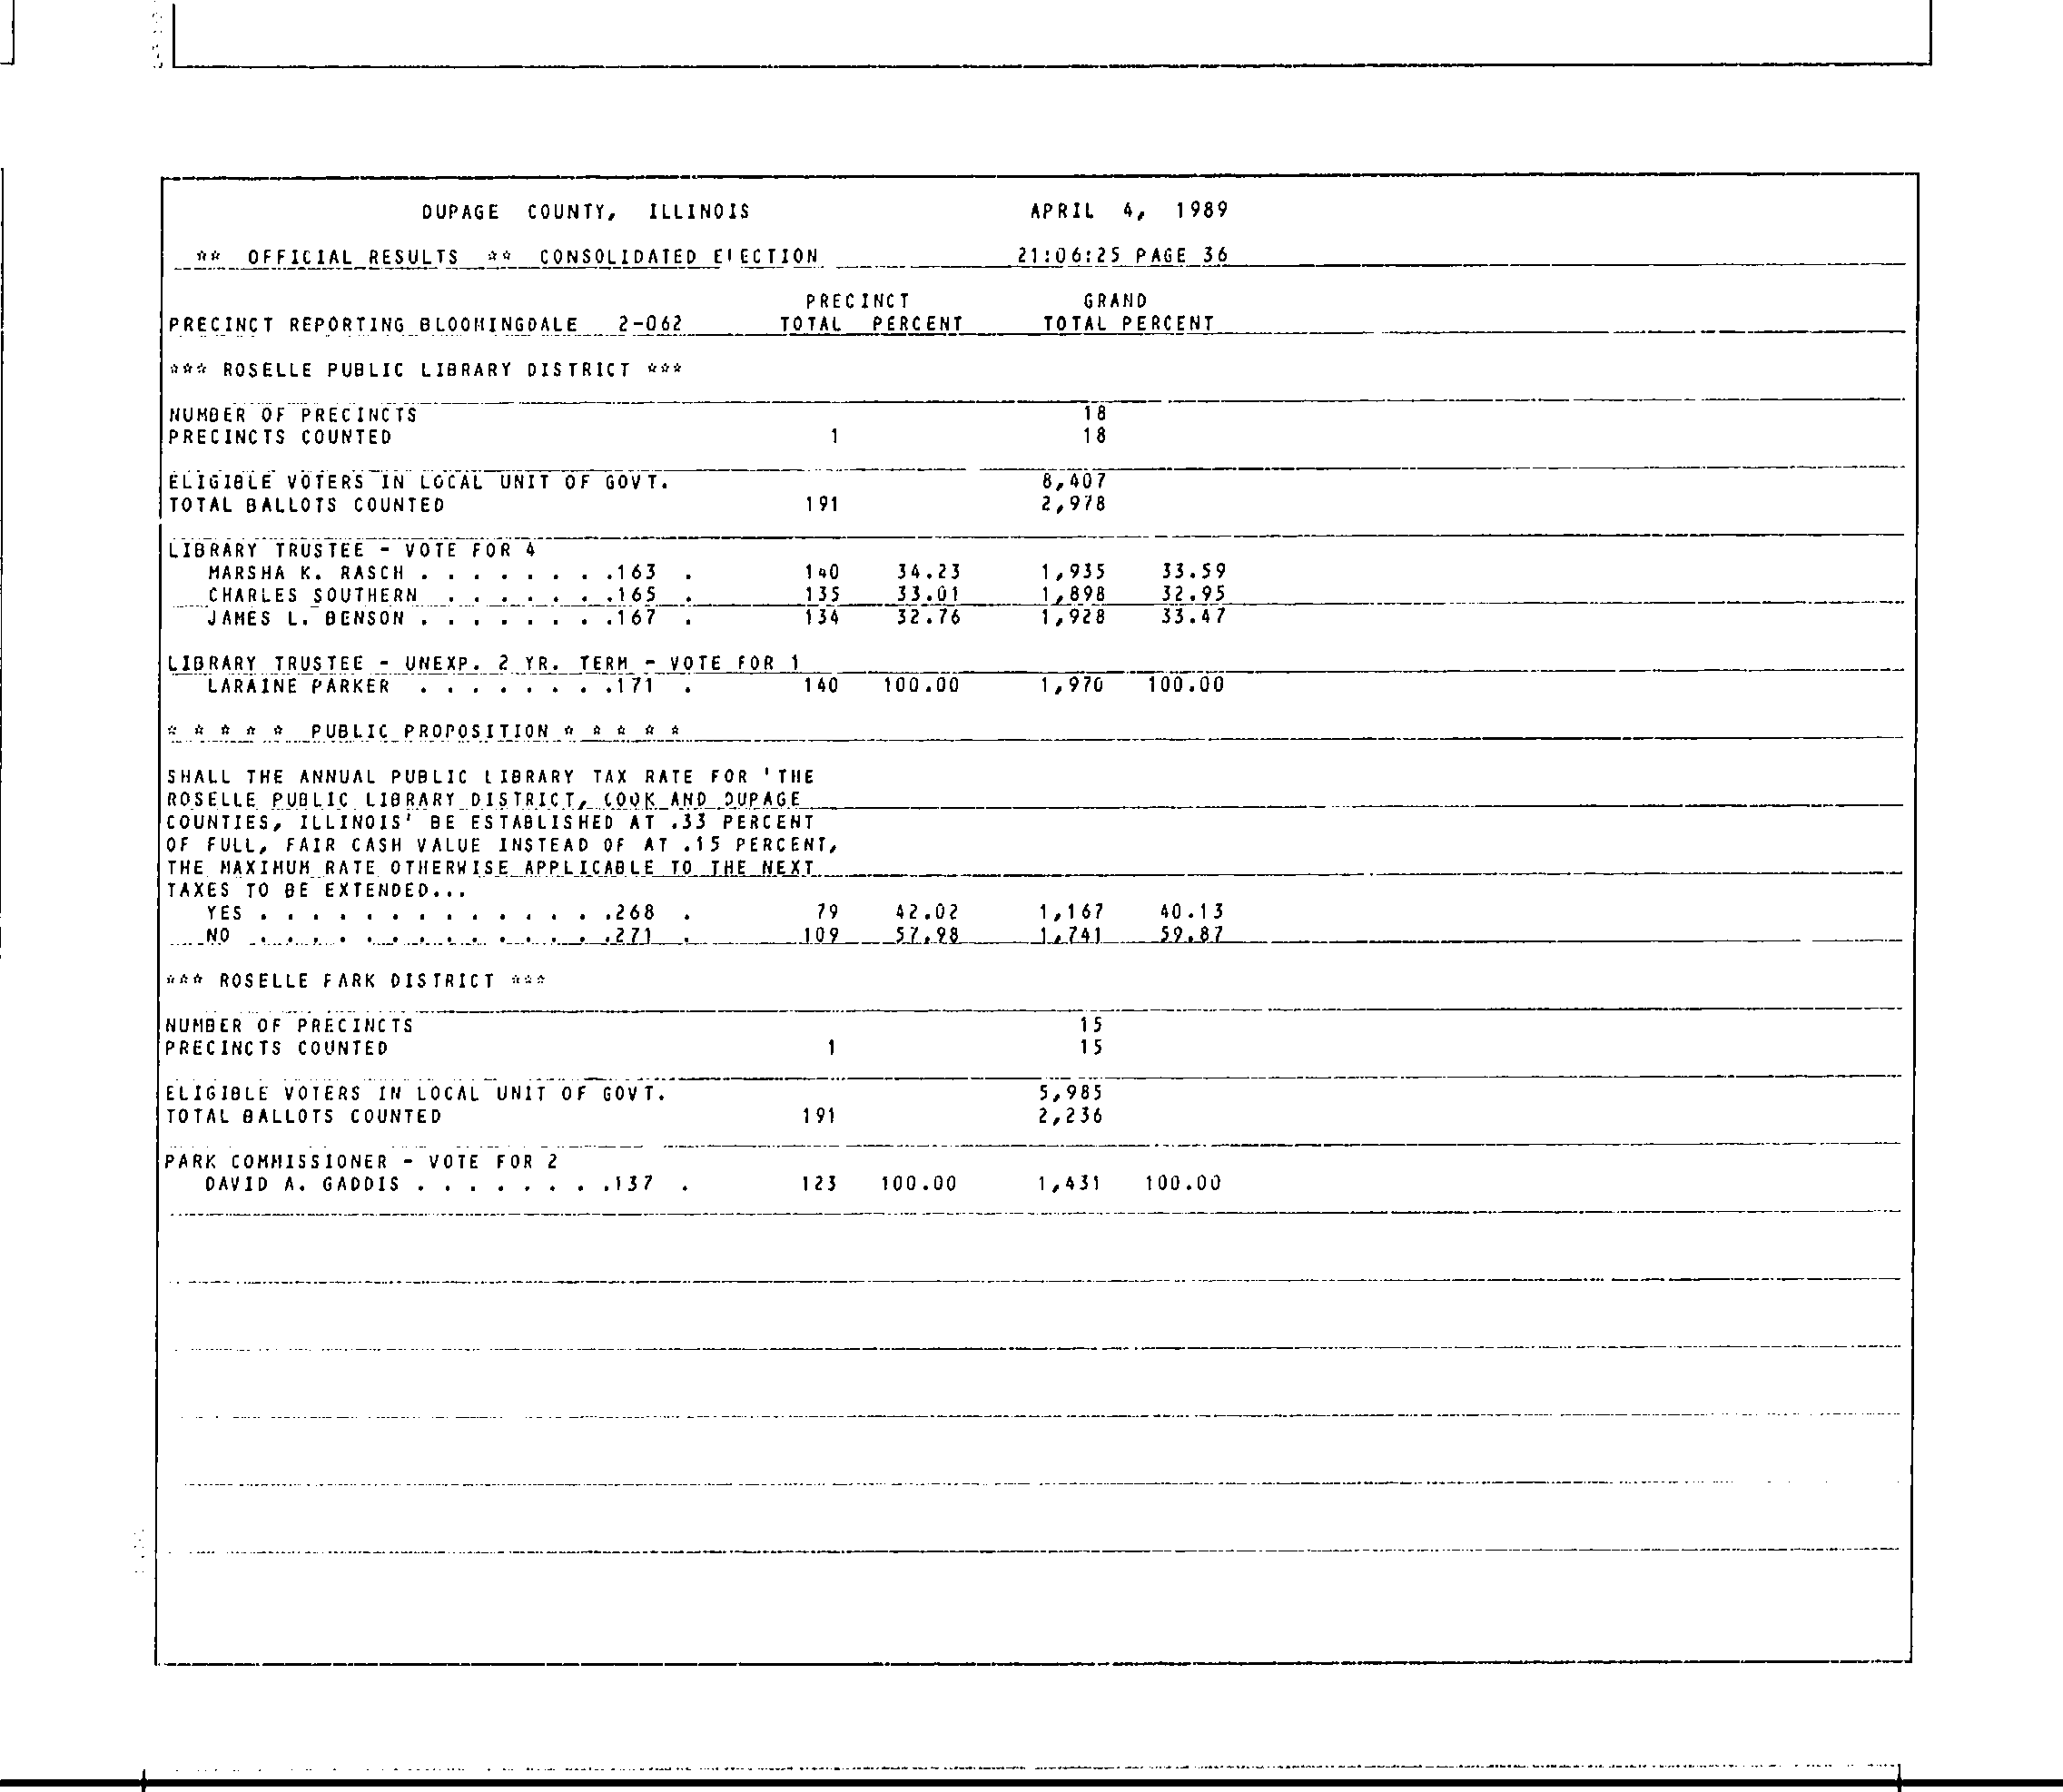 DUPAGE COUNTY, ILLINOIS APRIL 4, 1989
** OFFICIAL RESULTS ** CONSOLIDATED ELECTION 21:06:25 PAGE 36
PRECINCT GRAND
PRECINCT REPORTING BLOOMINGDALE 2-062 TOTAL PERCENT TOTAL PERCENT
*** ROSELLE PUBLIC LIBRARY DISTRICT ***
NUMBER OF PRECINCTS 18
PRECINCTS COUNTED 1 18
ELIGIBLE VOTERS IN LOCAL UNIT OF GOVT. 8,407
TOTAL BALLOTS COUNTED 191 2,978
LIBRARY TRUSTEE - VOTE FOR 4
MARSHA K. RASCH . . . . . . . .163 . 140 34.23 1,935 33.59
CHARLES SOUTHERN . . . . . . .165 . 135 33.01 1,898 32.95
JAMES L. BENSON . . . . . . . .167 . 134 32.76 1,928 33.47
LIBRARY TRUSTEE - UNEXP. 2 YR. TERM - VOTE FOR 1
LARAINE PARKER . . . . . . . .171 . 140 100.00 1,970 100.00
* * * * * PUBLIC PROPOSITION * * * * *
SHALL THE ANNUAL PUBLIC LIBRARY TAX RATE FOR 'THE
ROSELLE PUBLIC LIBRARY DISTRICT, COOK AND DUPAGE
COUNTIES, ILLINOIS' BE ESTABLISHED AT .33 PERCENT
OF FULL, FAIR CASH VALUE INSTEAD OF AT .15 PERCENT,
THE MAXIMUM RATE OTHERWISE APPLICABLE TO THE NEXT
TAXES TO BE EXTENDED...
YES . . . . . . . . . . . . . .268 . 79 42.02 1,167 40.13
NO . . . . . . . . . . . . . .271 . 109 57.98 1,741 59.87
*** ROSELLE PARK DISTRICT ***
NUMBER OF PRECINCTS 15
PRECINCTS COUNTED 1 15
ELIGIBLE VOTERS IN LOCAL UNIT OF GOVT. 5,985
TOTAL BALLOTS COUNTED 191 2,236
PARK COMMISSIONER - VOTE FOR 2
DAVID A. GADDIS . . . . . . . .137 . 123 100.00 1,431 100.00